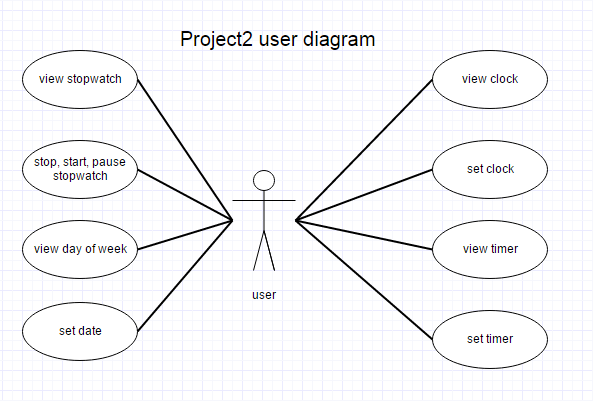 Project2 user diagram
view stopwatch
view clock
stop, start, pause
stopwatch
set clock
view day of week
view timer
user
set date
set timer